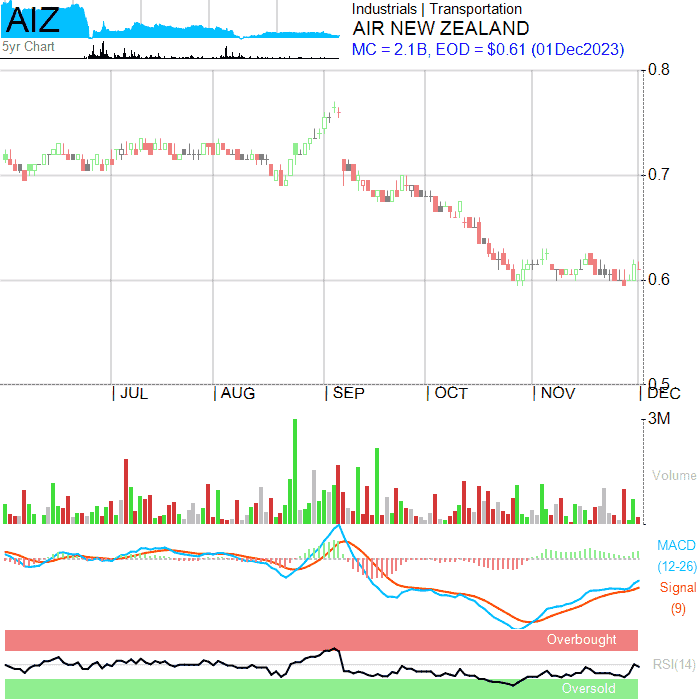 AIZ
5yr Chart
Industrials | Transportation
AIR NEW ZEALAND
MC = 2.1B, EOD = $0.61 (01Dec2023)
0.8
0.7
0.6
0.5
| JUL | AUG | SEP | OCT | NOV | DEC
3M
Volume
MACD
(12-26)
Signal
(9)
Overbought
RSI(14)
Oversold